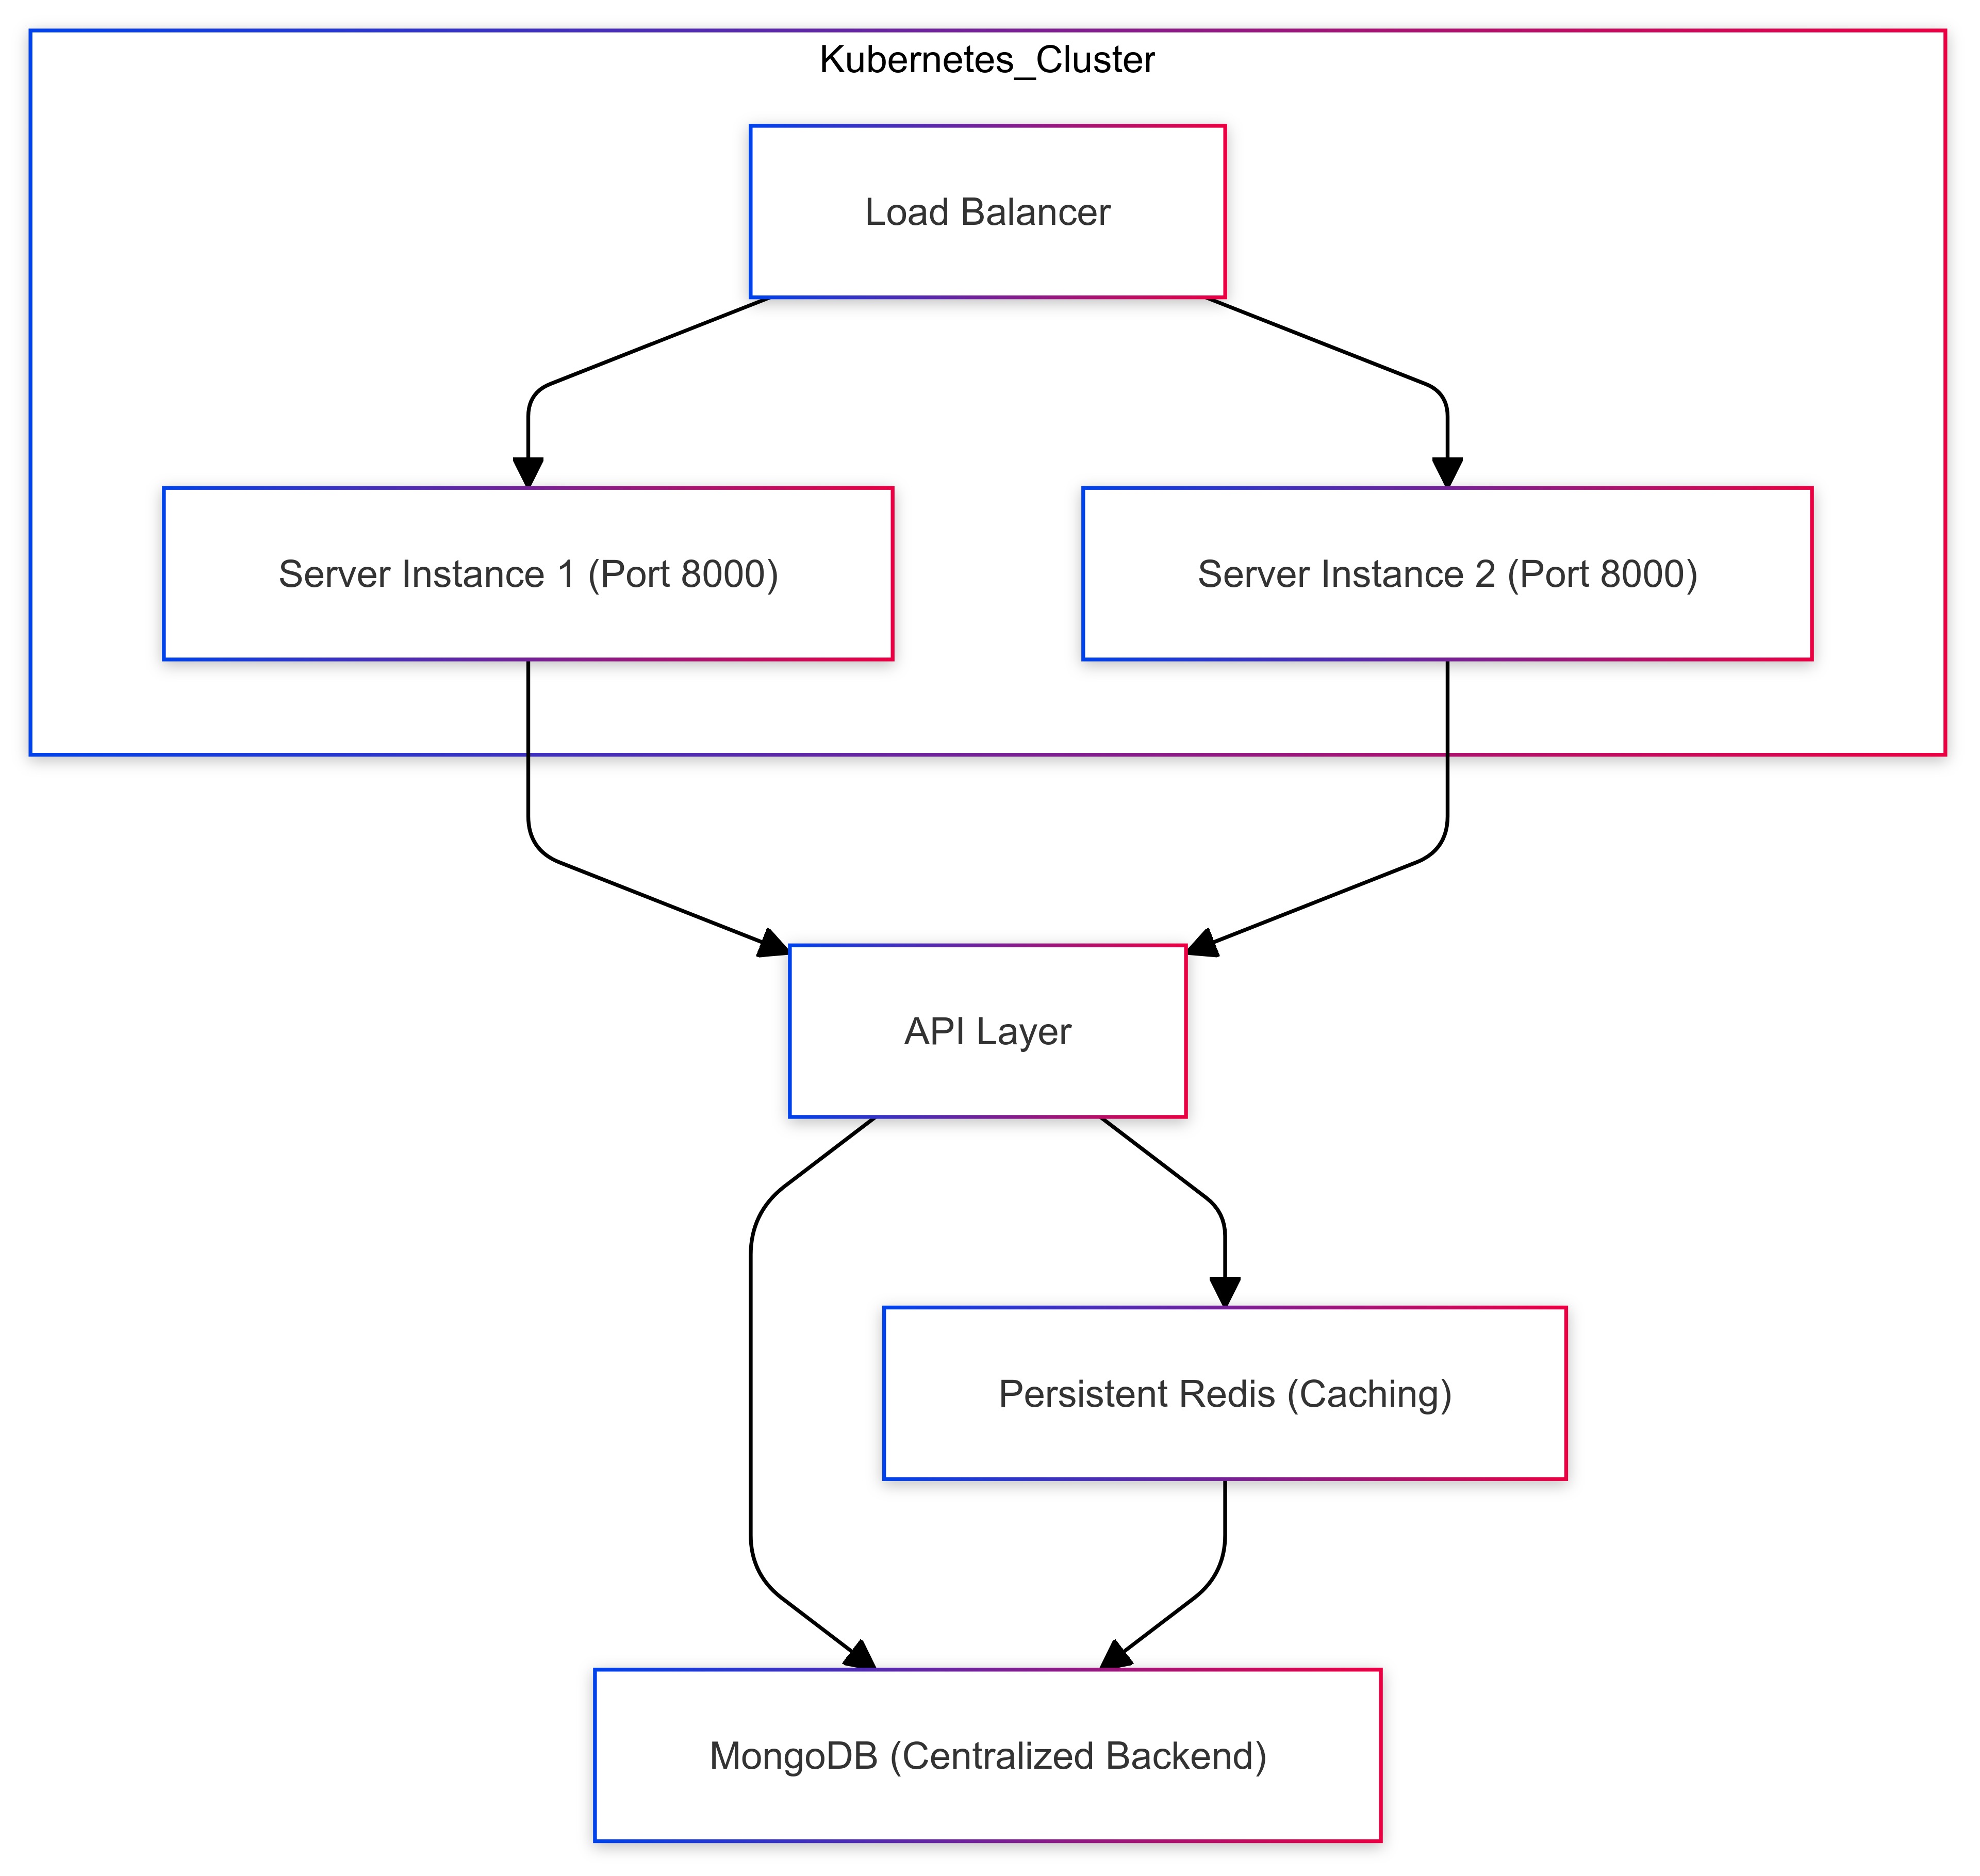 Kubernetes_Cluster
Load Balancer
Server Instance 1 (Port 8000)
Server Instance 2 (Port 8000)
API Layer
Persistent Redis (Caching)
MongoDB (Centralized Backend)